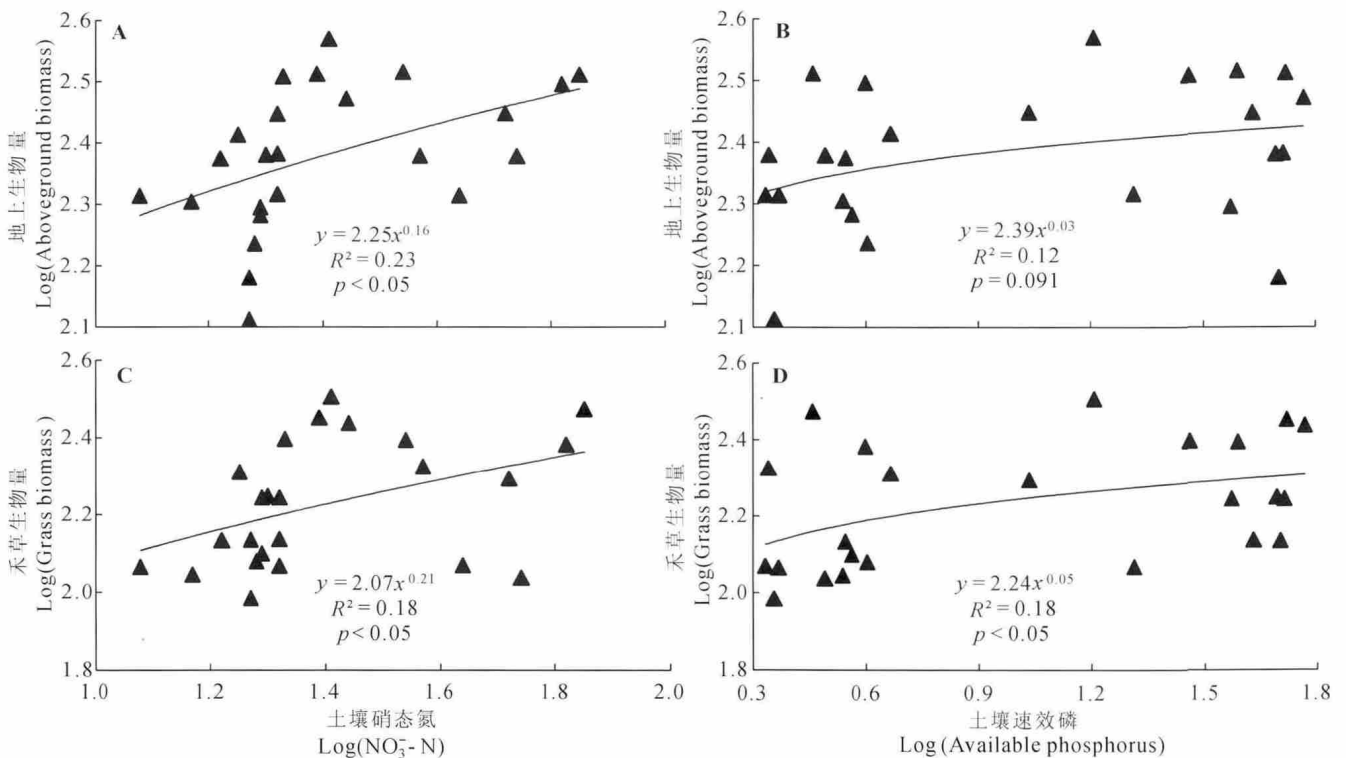 A
地上生物量
Log(Aboveground biomass)
2.6
2.5
2.4
2.3
2.2
2.1
y = 2.25x^0.16
R² = 0.23
p < 0.05
B
地上生物量
Log(Aboveground biomass)
2.6
2.5
2.4
2.3
2.2
2.1
y = 2.39x^0.03
R² = 0.12
p = 0.091
C
禾草生物量
Log(Grass biomass)
2.6
2.4
2.2
2.0
1.8
y = 2.07x^0.21
R² = 0.18
p < 0.05
1.0 1.2 1.4 1.6 1.8 2.0
土壤硝态氮
Log(NO₃⁻- N)
D
禾草生物量
Log(Grass biomass)
2.6
2.4
2.2
2.0
1.8
y = 2.24x^0.05
R² = 0.18
p < 0.05
0.3 0.6 0.9 1.2 1.5 1.8
土壤速效磷
Log (Available phosphorus)